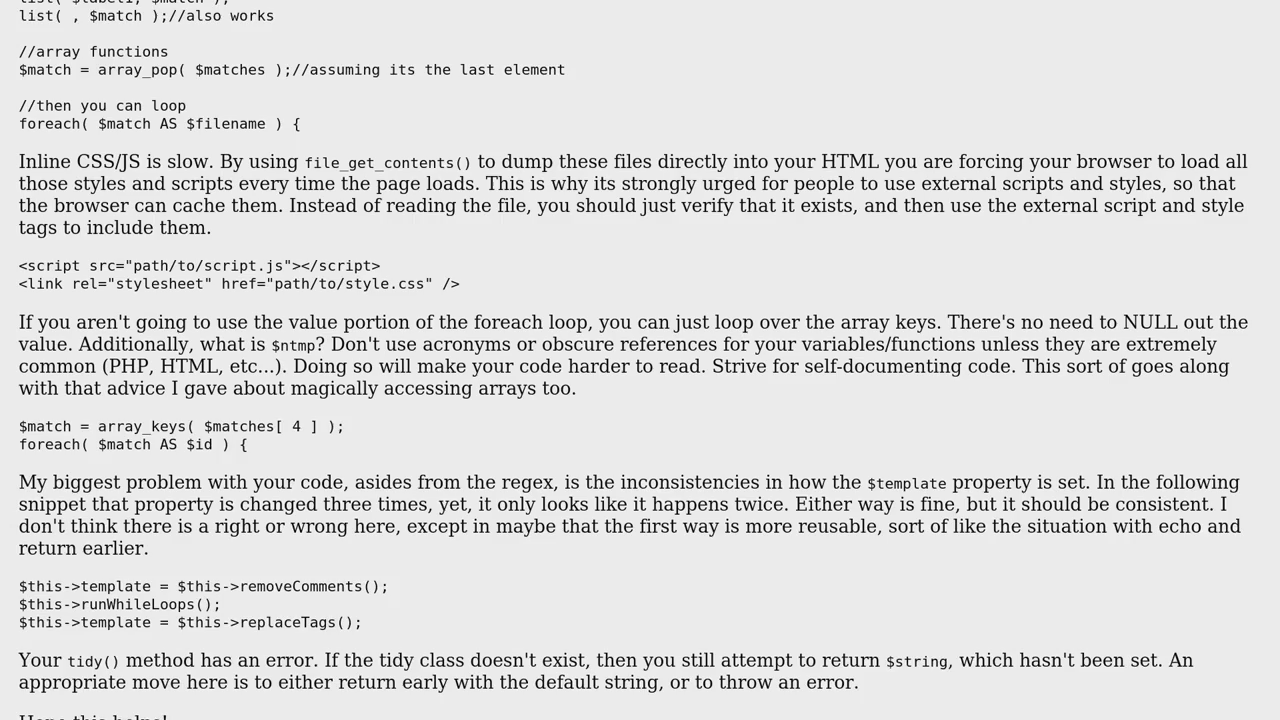 list( $label1, $match );
list( , $match );//also works
//array functions
$match = array_pop( $matches );//assuming its the last element
//then you can loop
foreach( $match AS $filename ) {
Inline CSS/JS is slow. By using file_get_contents() to dump these files directly into your HTML you are forcing your browser to load all
those styles and scripts every time the page loads. This is why its strongly urged for people to use external scripts and styles, so that
the browser can cache them. Instead of reading the file, you should just verify that it exists, and then use the external script and style
tags to include them.
<script src="path/to/script.js"></script>
<link rel="stylesheet" href="path/to/style.css" />
If you aren't going to use the value portion of the foreach loop, you can just loop over the array keys. There's no need to NULL out the
value. Additionally, what is $ntmp? Don't use acronyms or obscure references for your variables/functions unless they are extremely
common (PHP, HTML, etc...). Doing so will make your code harder to read. Strive for self-documenting code. This sort of goes along
with that advice I gave about magically accessing arrays too.
$match = array_keys( $matches[ 4 ] );
foreach( $match AS $id ) {
My biggest problem with your code, asides from the regex, is the inconsistencies in how the $template property is set. In the following
snippet that property is changed three times, yet, it only looks like it happens twice. Either way is fine, but it should be consistent. I
don't think there is a right or wrong here, except in maybe that the first way is more reusable, sort of like the situation with echo and
return earlier.
$this->template = $this->removeComments();
$this->runWhileLoops();
$this->template = $this->replaceTags();
Your tidy() method has an error. If the tidy class doesn't exist, then you still attempt to return $string, which hasn't been set. An
appropriate move here is to either return early with the default string, or to throw an error.
Hope this helps!